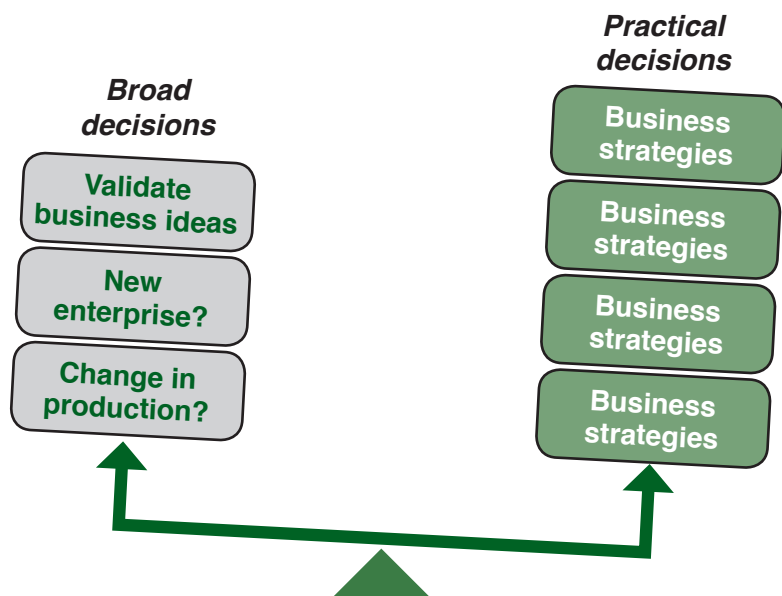 Broad
decisions
Validate
business ideas
New
enterprise?
Change in
production?
Practical
decisions
Business
strategies
Business
strategies
Business
strategies
Business
strategies